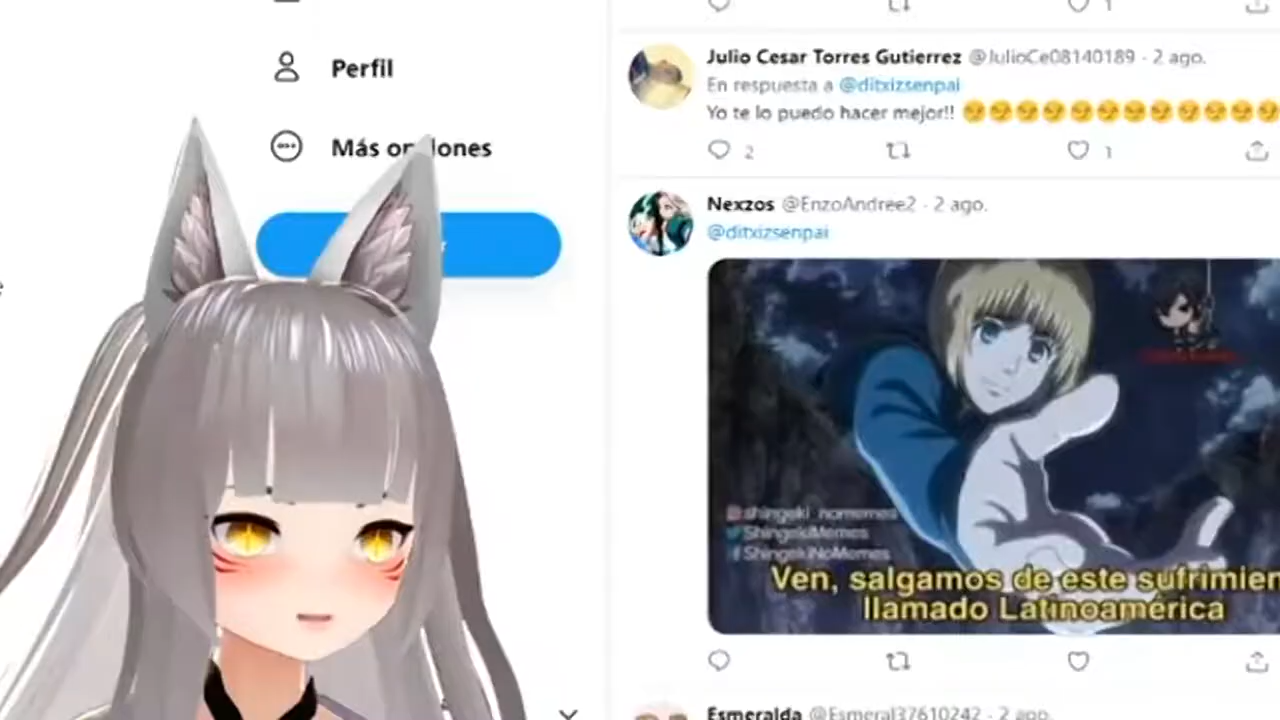 Perfil
Más opciones
Julio Cesar Torres Gutierrez @JulioCe08140189 · 2 ago.
En respuesta a @ditxizsenpai
Yo te lo puedo hacer mejor!! 😏😏😏😏😏😏😏😏😏😏😏😏
2
1
1
Nexzos @EnzoAndree2 · 2 ago.
@ditxizsenpai
shingeki_nomemes
ShingekiMemes
ShingekiNoMemes
Ven, salgamos de este sufrimien
llamado Latinoamérica
Esmeralda @Esmeral37610242 · 2 ago.